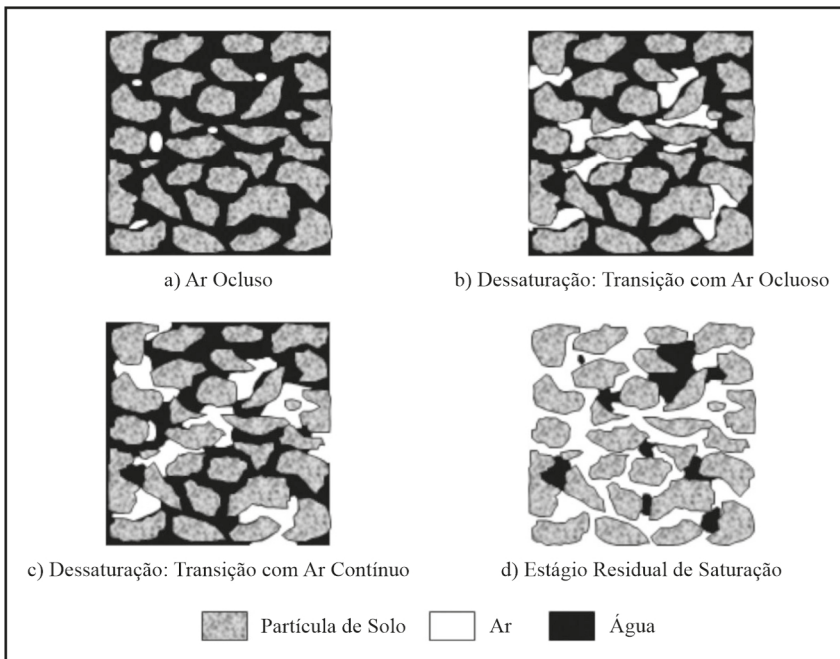 a) Ar Ocluso
b) Dessaturação: Transição com Ar Ocluoso
c) Dessaturação: Transição com Ar Contínuo
d) Estágio Residual de Saturação
Partícula de Solo
Ar
Água